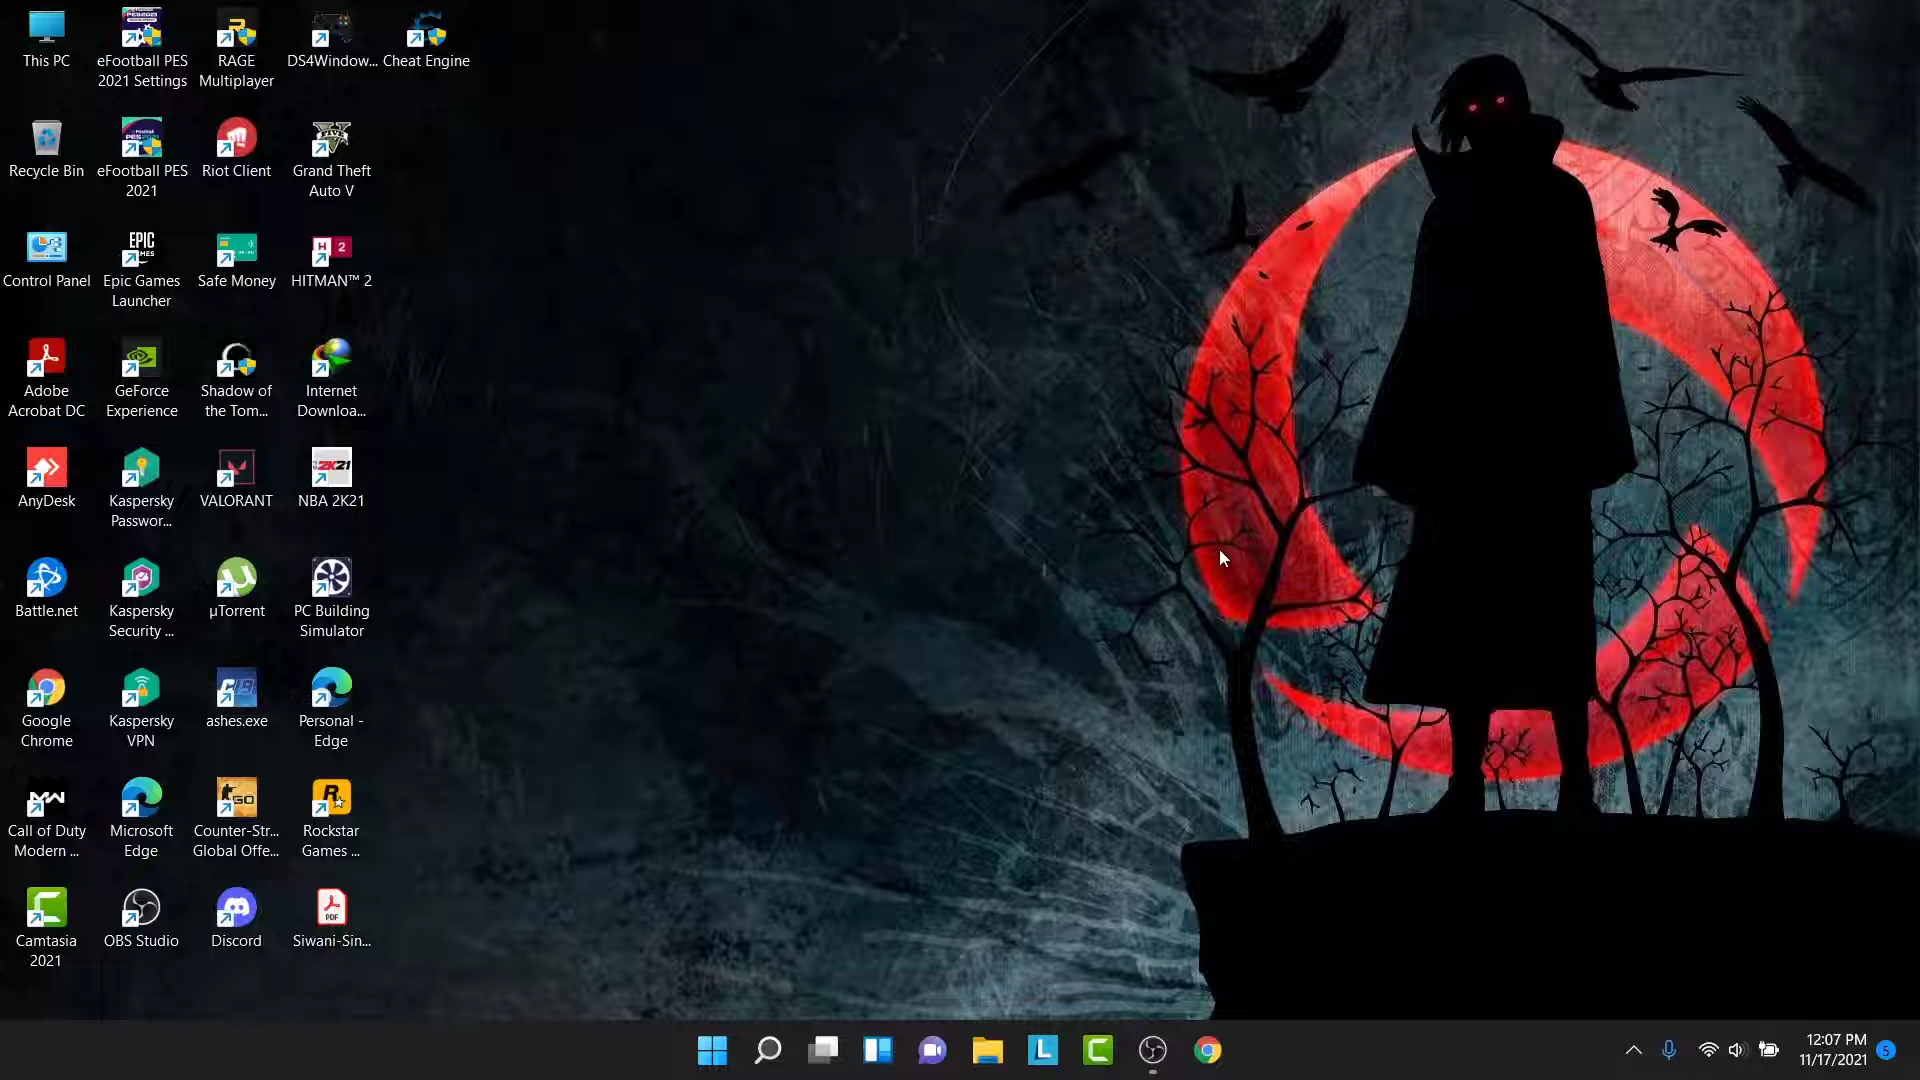 This PC
eFootball PES
2021 Settings
RAGE
Multiplayer
DS4Window...
Cheat Engine
Recycle Bin
eFootball PES
2021
Riot Client
Grand Theft
Auto V
Control Panel
Epic Games
Launcher
Safe Money
HITMAN™ 2
Adobe
Acrobat DC
GeForce
Experience
Shadow of
the Tom...
Internet
Downloa...
AnyDesk
Kaspersky
Passwor...
VALORANT
NBA 2K21
Battle.net
Kaspersky
Security ...
µTorrent
PC Building
Simulator
Google
Chrome
Kaspersky
VPN
ashes.exe
Personal -
Edge
Call of Duty
Modern ...
Microsoft
Edge
Counter-Str...
Global Offe...
Rockstar
Games ...
Camtasia
2021
OBS Studio
Discord
Siwani-Sin...
12:07 PM
11/17/2021
5